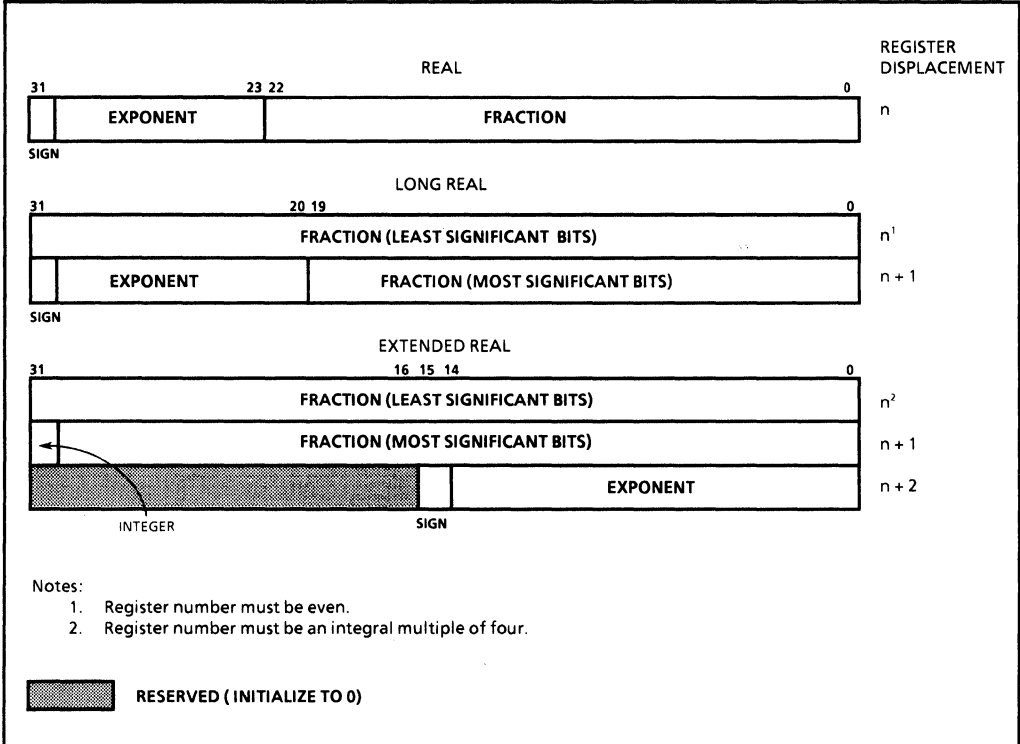 REGISTER
DISPLACEMENT
REAL
31 23 22 0
EXPONENT FRACTION n
SIGN
LONG REAL
31 20 19 0
FRACTION (LEAST SIGNIFICANT BITS) n¹
EXPONENT FRACTION (MOST SIGNIFICANT BITS) n + 1
SIGN
EXTENDED REAL
31 16 15 14 0
FRACTION (LEAST SIGNIFICANT BITS) n²
FRACTION (MOST SIGNIFICANT BITS) n + 1
EXPONENT n + 2
INTEGER SIGN
Notes:
1. Register number must be even.
2. Register number must be an integral multiple of four.
RESERVED ( INITIALIZE TO 0)